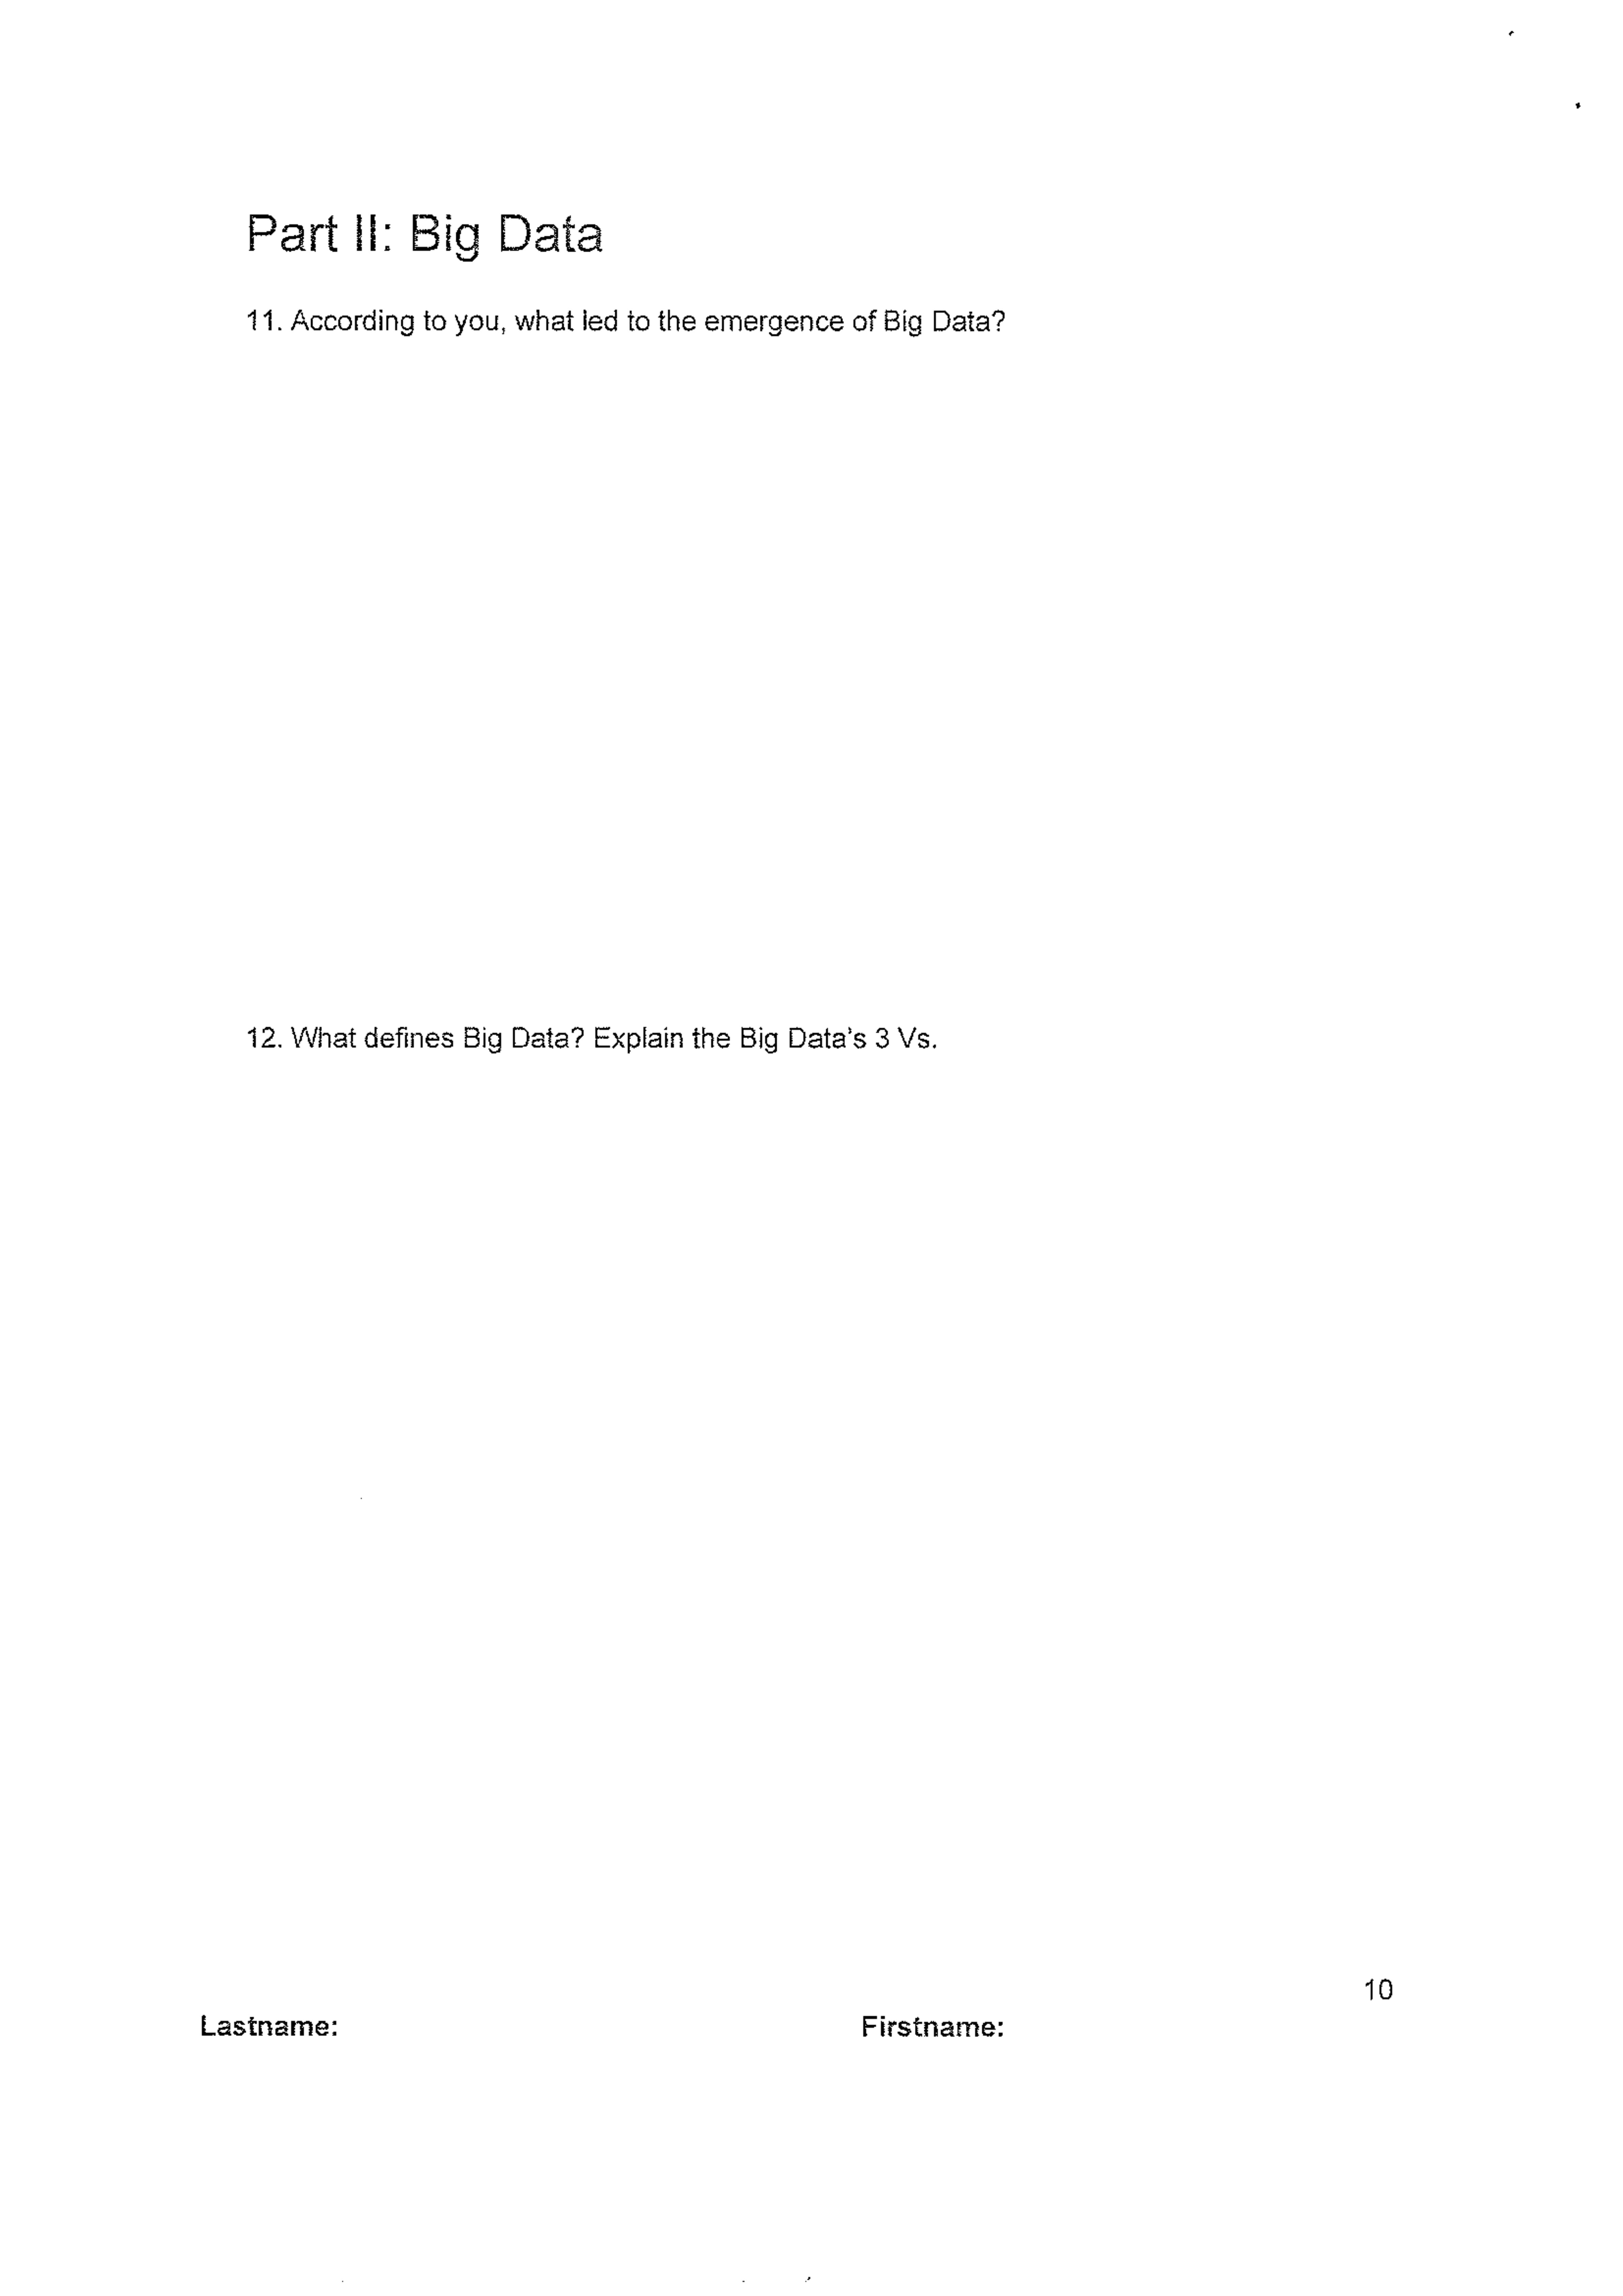 Part II: Big Data
11. According to you, what led to the emergence of Big Data?
12. What defines Big Data? Explain the Big Data's 3 Vs.
10
Lastname: Firstname: